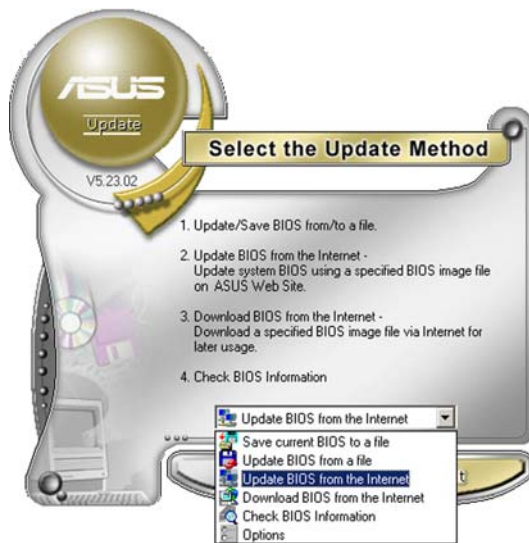 ASUS
Update
V5.23.02
Select the Update Method
1. Update/Save BIOS from/to a file.
2. Update BIOS from the Internet -
Update system BIOS using a specified BIOS image file
on ASUS Web Site.
3. Download BIOS from the Internet -
Download a specified BIOS image file via Internet for
later usage.
4. Check BIOS Information
Update BIOS from the Internet
Save current BIOS to a file
Update BIOS from a file
Update BIOS from the Internet
Download BIOS from the Internet
Check BIOS Information
Options